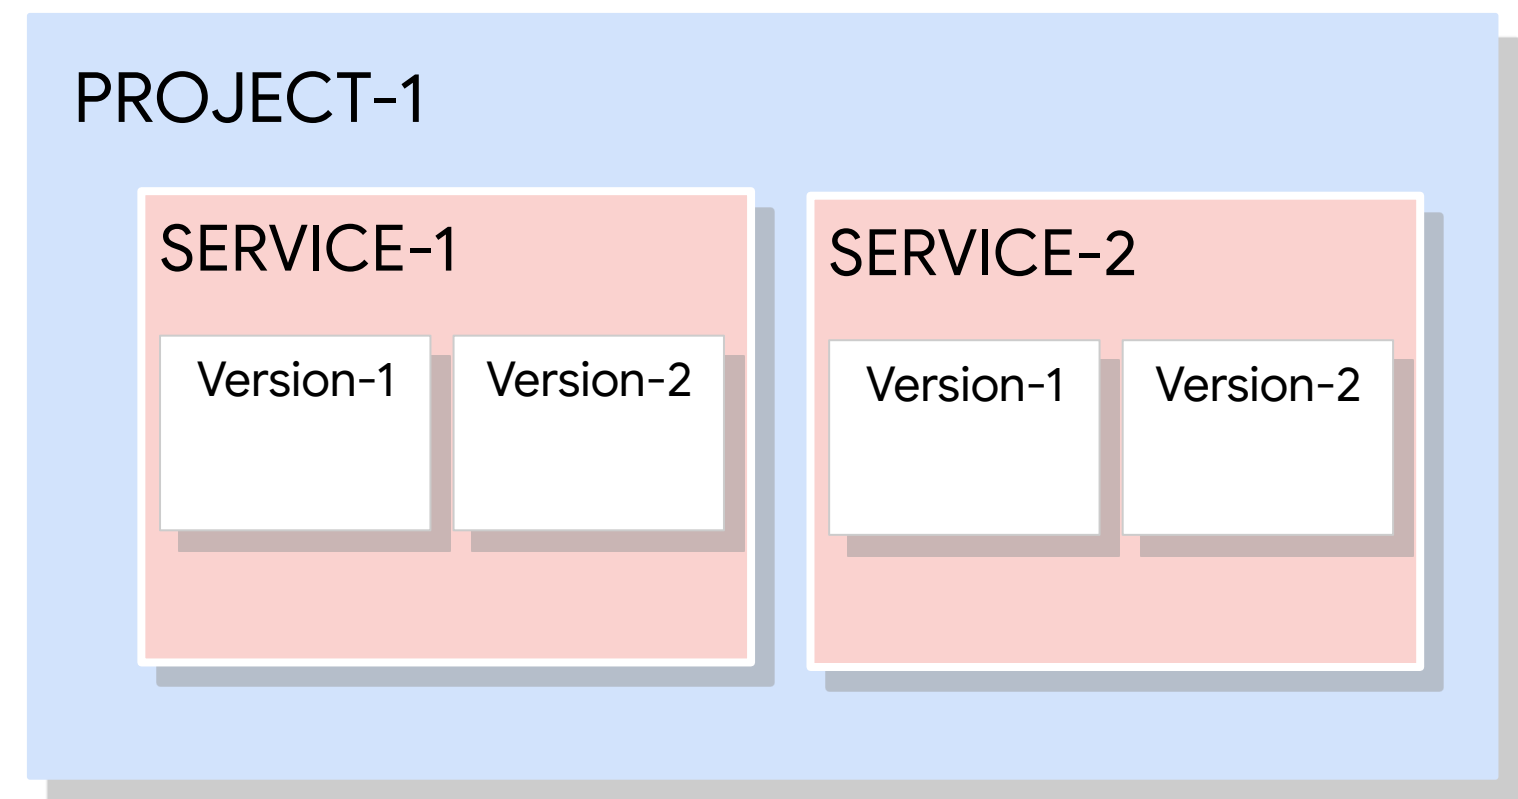 PROJECT-1
SERVICE-1
Version-1
Version-2
SERVICE-2
Version-1
Version-2